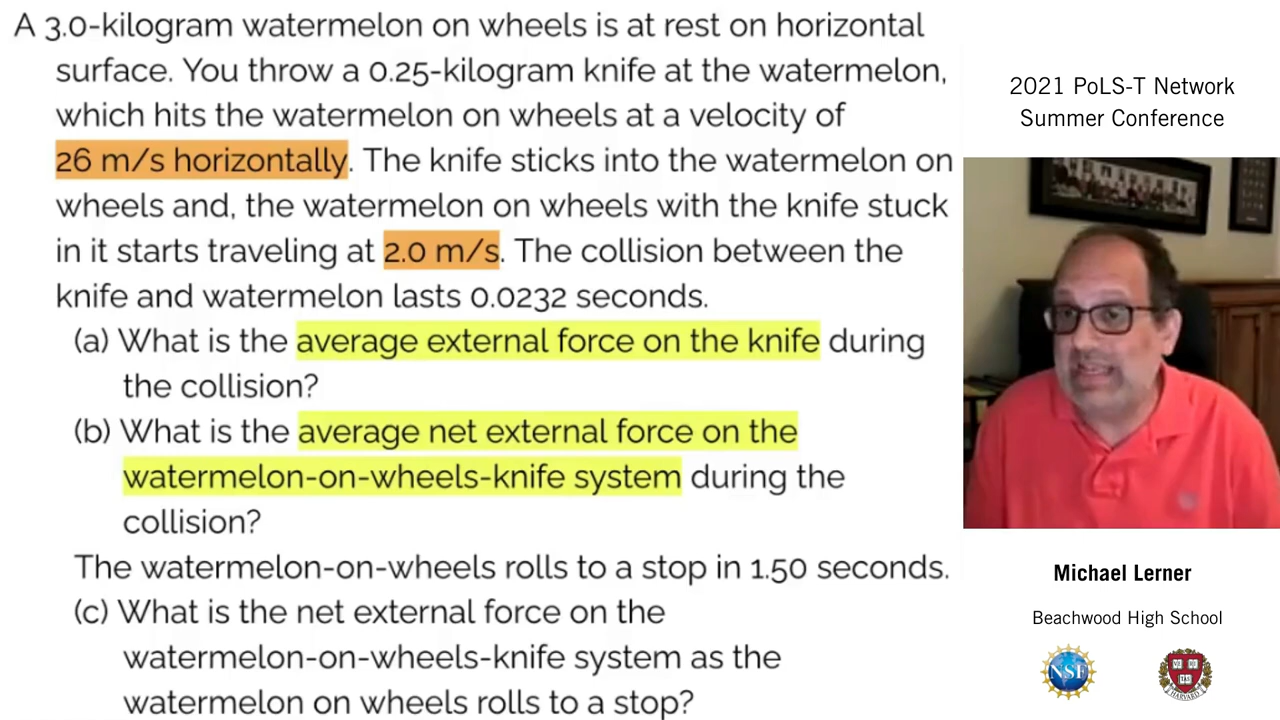 A 3.0-kilogram watermelon on wheels is at rest on horizontal
surface. You throw a 0.25-kilogram knife at the watermelon,
which hits the watermelon on wheels at a velocity of
26 m/s horizontally. The knife sticks into the watermelon on
wheels and, the watermelon on wheels with the knife stuck
in it starts traveling at 2.0 m/s. The collision between the
knife and watermelon lasts 0.0232 seconds.
(a) What is the average external force on the knife during
the collision?
(b) What is the average net external force on the
watermelon-on-wheels-knife system during the
collision?
The watermelon-on-wheels rolls to a stop in 1.50 seconds.
(c) What is the net external force on the
watermelon-on-wheels-knife system as the
watermelon on wheels rolls to a stop?
2021 PoLS-T Network
Summer Conference
Michael Lerner
Beachwood High School
NSF
VE RI
TAS
HARVARD